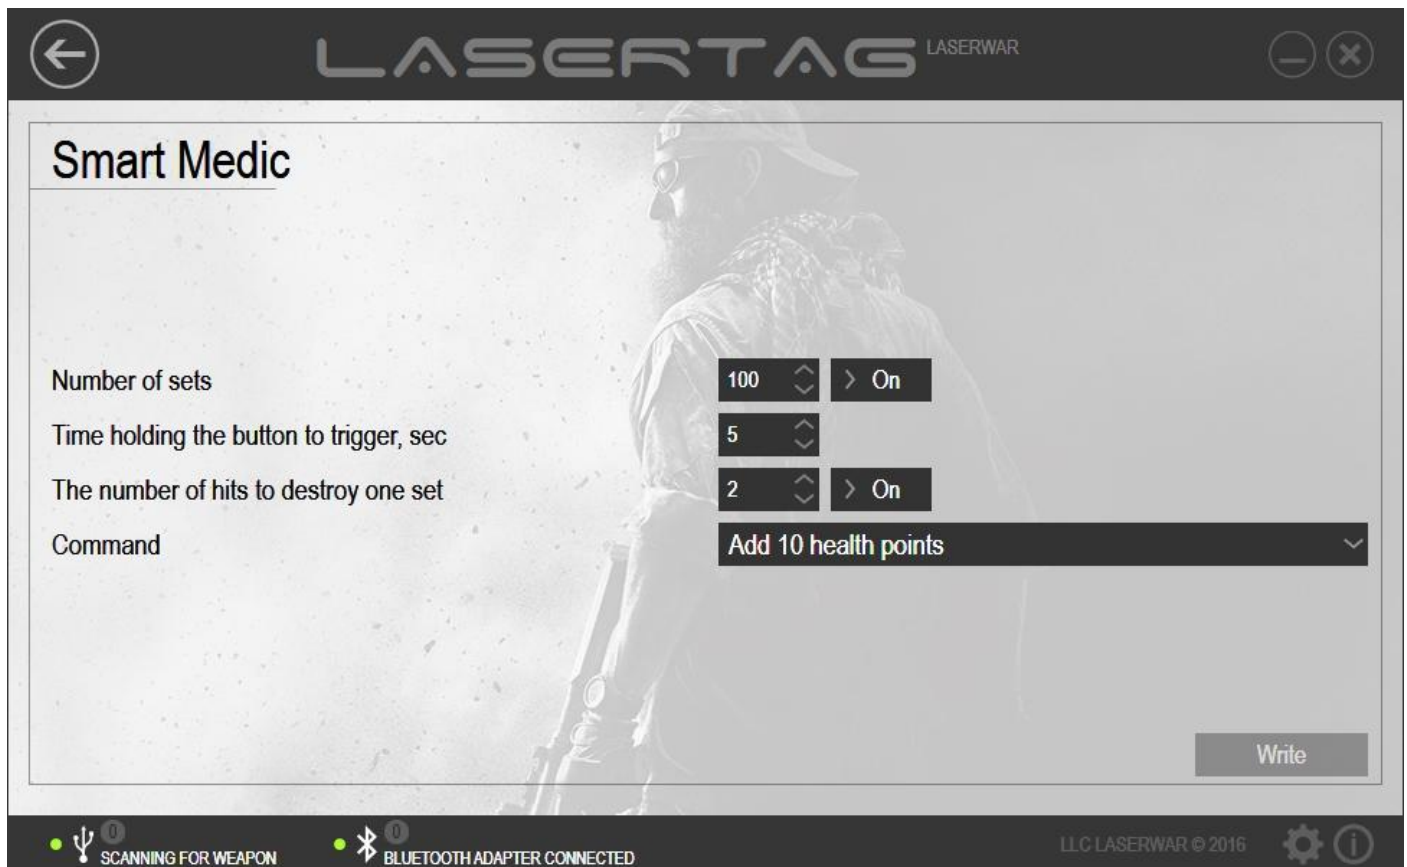 LASERTAG LASERWAR
Smart Medic
Number of sets 100 On
Time holding the button to trigger, sec 5
The number of hits to destroy one set 2 On
Command Add 10 health points
Write
0 0
SCANNING FOR WEAPON BLUETOOTH ADAPTER CONNECTED LLC LASERWAR © 2016